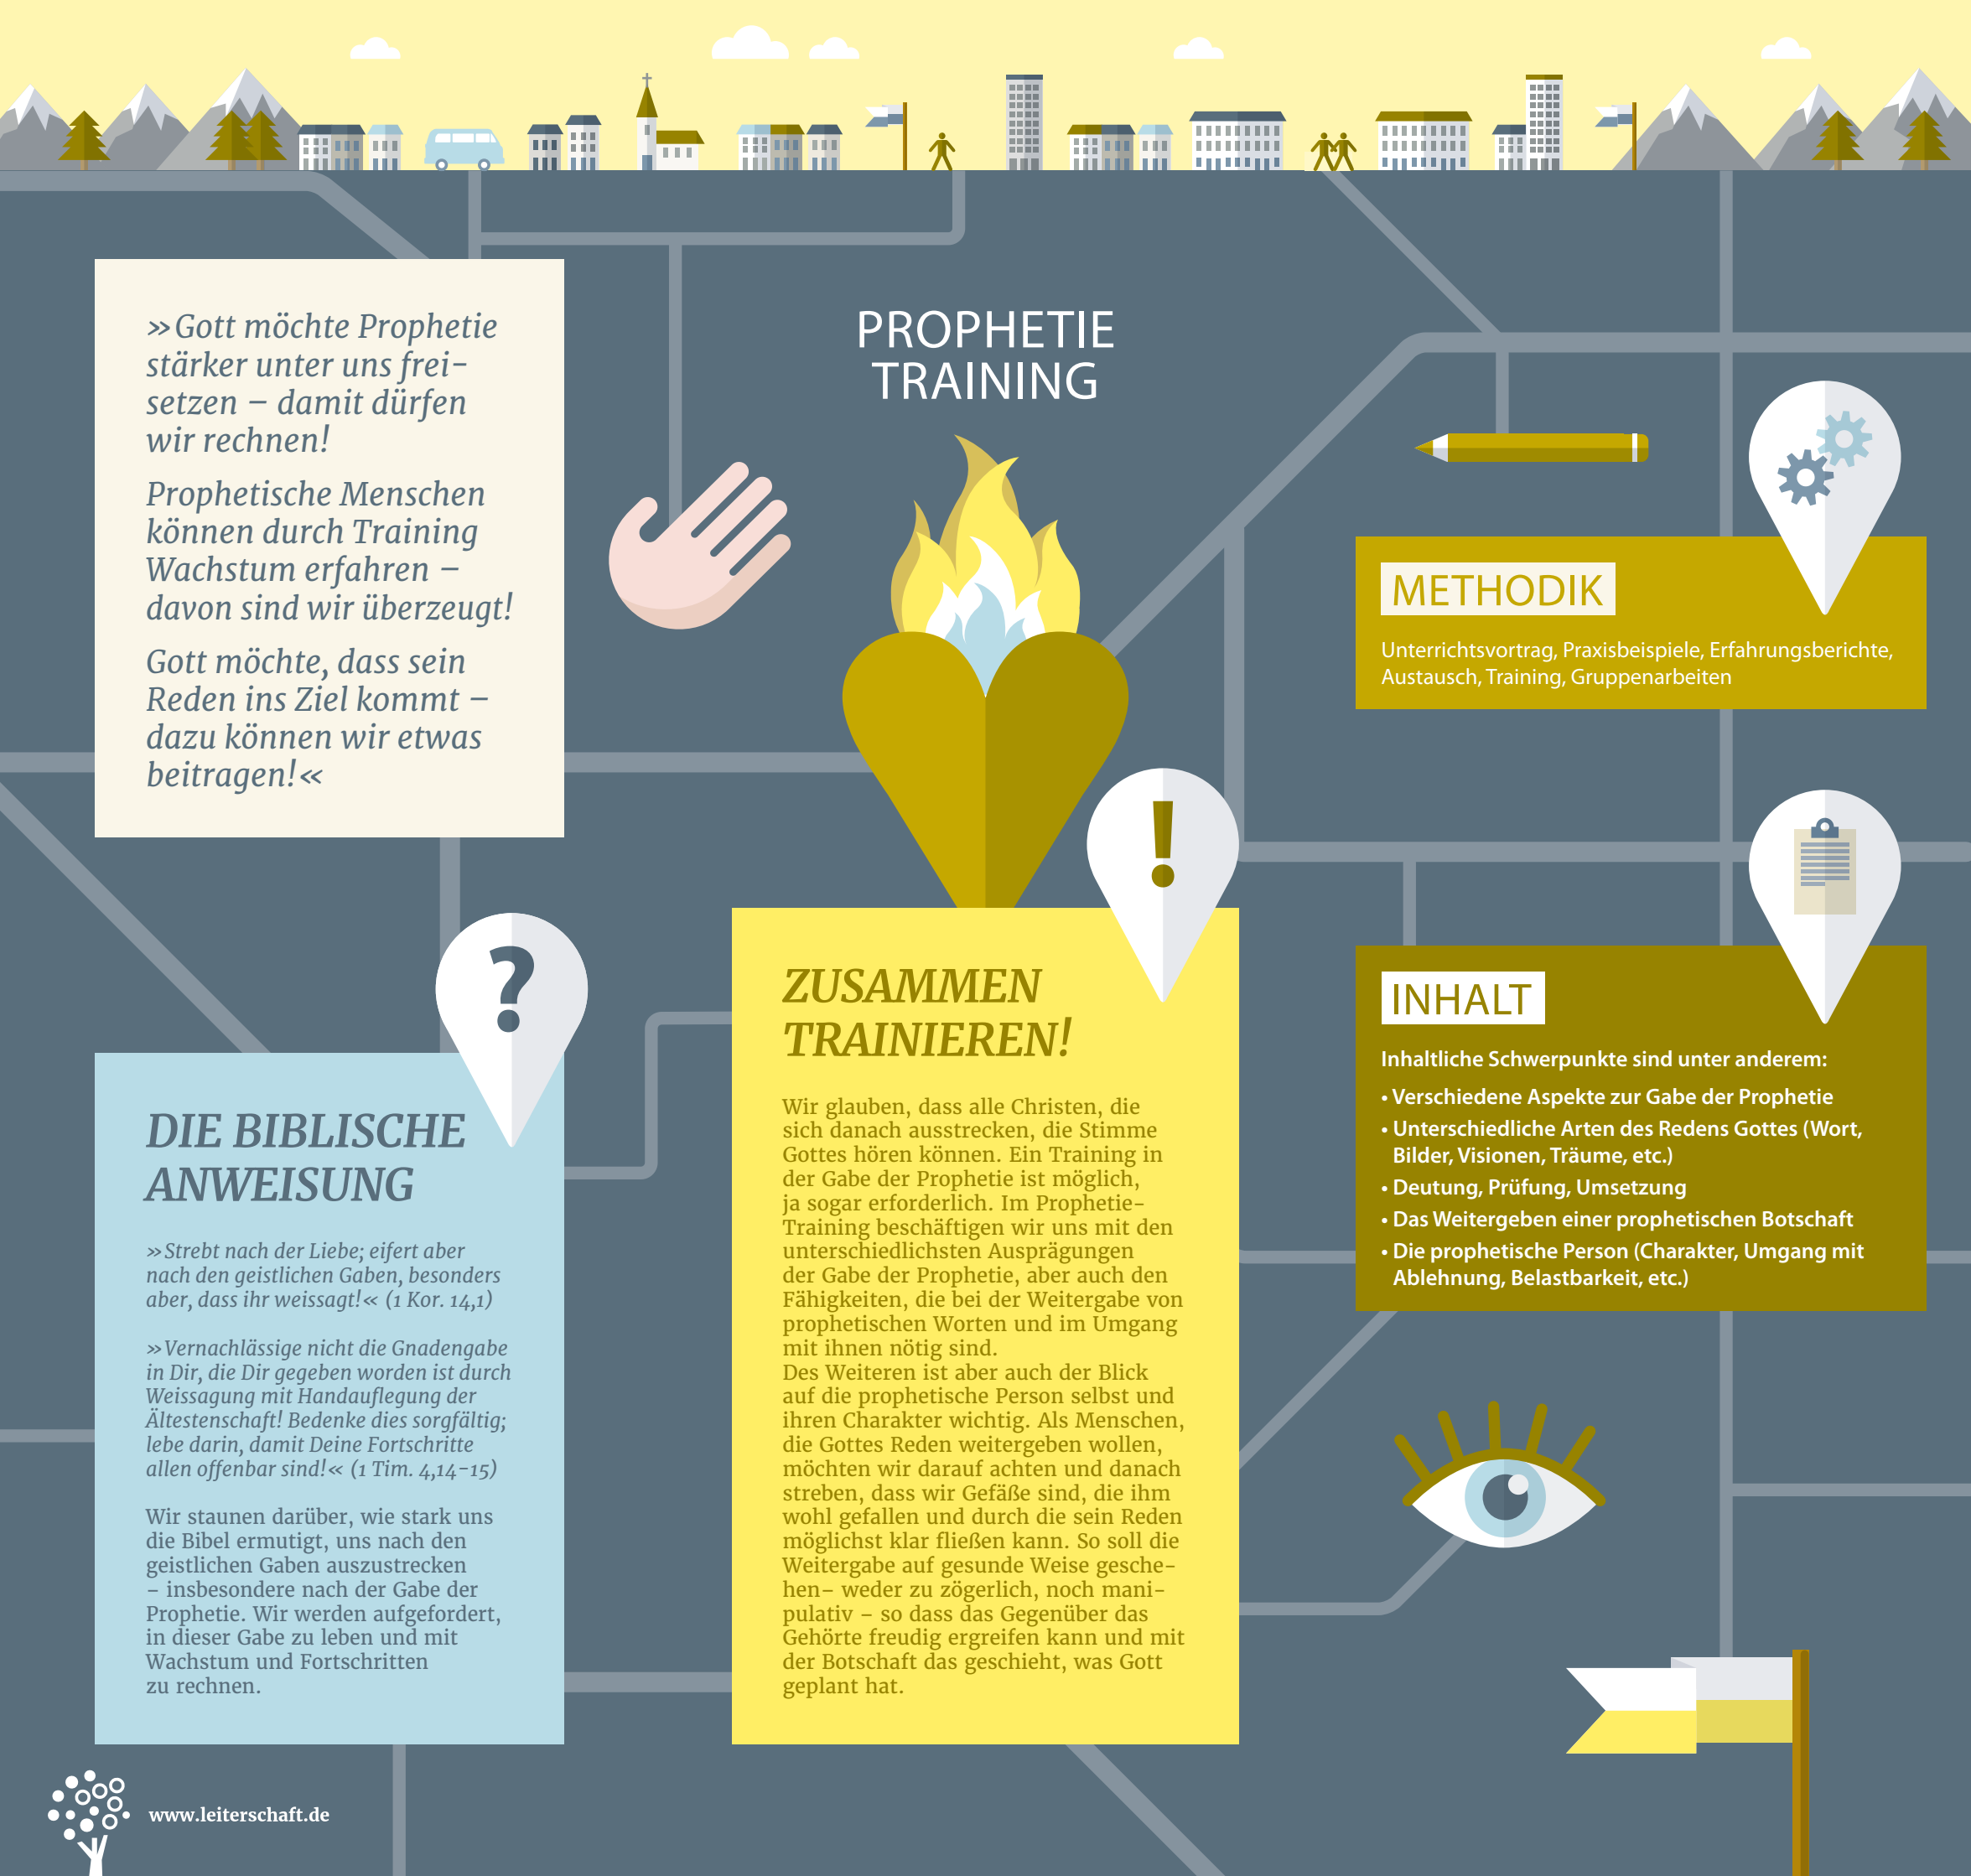 »Gott möchte Prophetie
stärker unter uns frei-
setzen – damit dürfen
wir rechnen!
Prophetische Menschen
können durch Training
Wachstum erfahren –
davon sind wir überzeugt!
Gott möchte, dass sein
Reden ins Ziel kommt –
dazu können wir etwas
beitragen!«
DIE BIBLISCHE
ANWEISUNG
»Strebt nach der Liebe; eifert aber
nach den geistlichen Gaben, besonders
aber, dass ihr weissagt!« (1 Kor. 14,1)
»Vernachlässige nicht die Gnadengabe
in Dir, die Dir gegeben worden ist durch
Weissagung mit Handauflegung der
Ältestenschaft! Bedenke dies sorgfältig;
lebe darin, damit Deine Fortschritte
allen offenbar sind!« (1 Tim. 4,14-15)
Wir staunen darüber, wie stark uns
die Bibel ermutigt, uns nach den
geistlichen Gaben auszustrecken
– insbesondere nach der Gabe der
Prophetie. Wir werden aufgefordert,
in dieser Gabe zu leben und mit
Wachstum und Fortschritten
zu rechnen.
www.leiterschaft.de
PROPHETIE
TRAINING
ZUSAMMEN
TRAINIEREN!
Wir glauben, dass alle Christen, die
sich danach ausstrecken, die Stimme
Gottes hören können. Ein Training in
der Gabe der Prophetie ist möglich,
ja sogar erforderlich. Im Prophetie-
Training beschäftigen wir uns mit den
unterschiedlichsten Ausprägungen
der Gabe der Prophetie, aber auch den
Fähigkeiten, die bei der Weitergabe von
prophetischen Worten und im Umgang
mit ihnen nötig sind.
Des Weiteren ist aber auch der Blick
auf die prophetische Person selbst und
ihren Charakter wichtig. Als Menschen,
die Gottes Reden weitergeben wollen,
möchten wir darauf achten und danach
streben, dass wir Gefäße sind, die ihm
wohl gefallen und durch die sein Reden
möglichst klar fließen kann. So soll die
Weitergabe auf gesunde Weise gesche-
hen– weder zu zögerlich, noch mani-
pulativ – so dass das Gegenüber das
Gehörte freudig ergreifen kann und mit
der Botschaft das geschieht, was Gott
geplant hat.
METHODIK
Unterrichtsvortrag, Praxisbeispiele, Erfahrungsberichte,
Austausch, Training, Gruppenarbeiten
INHALT
Inhaltliche Schwerpunkte sind unter anderem:
• Verschiedene Aspekte zur Gabe der Prophetie
• Unterschiedliche Arten des Redens Gottes (Wort,
Bilder, Visionen, Träume, etc.)
• Deutung, Prüfung, Umsetzung
• Das Weitergeben einer prophetischen Botschaft
• Die prophetische Person (Charakter, Umgang mit
Ablehnung, Belastbarkeit, etc.)
?
!